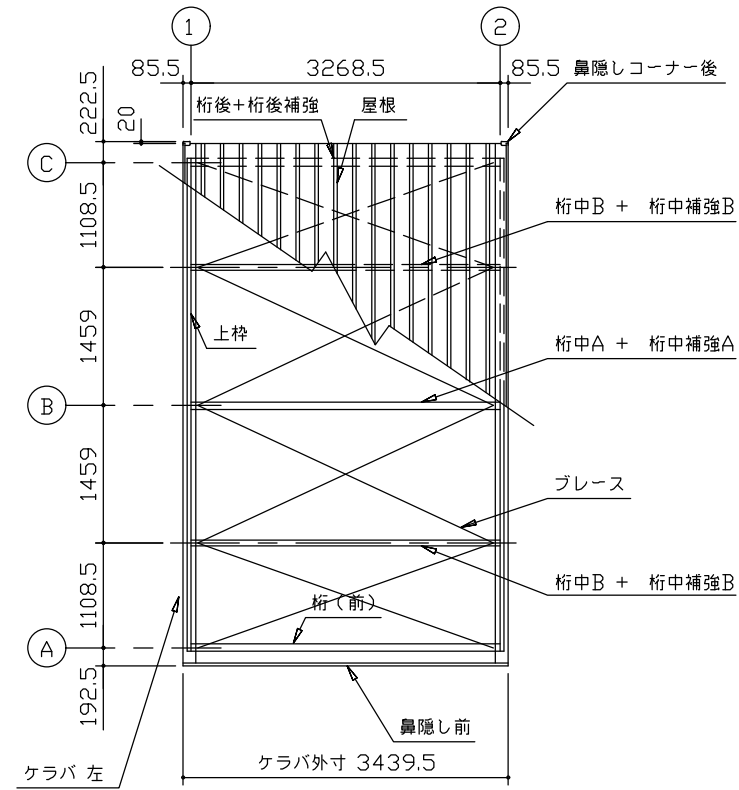 1
2
85.5
3268.5
85.5
鼻隠しコーナー後
222.5
20
桁後+桁後補強
屋根
C
1108.5
桁中B + 桁中補強B
1459
上枠
桁中A + 桁中補強A
B
1459
ブレース
1108.5
桁中B + 桁中補強B
桁(前)
A
192.5
鼻隠し前
ケラバ外寸 3439.5
ケラバ 左